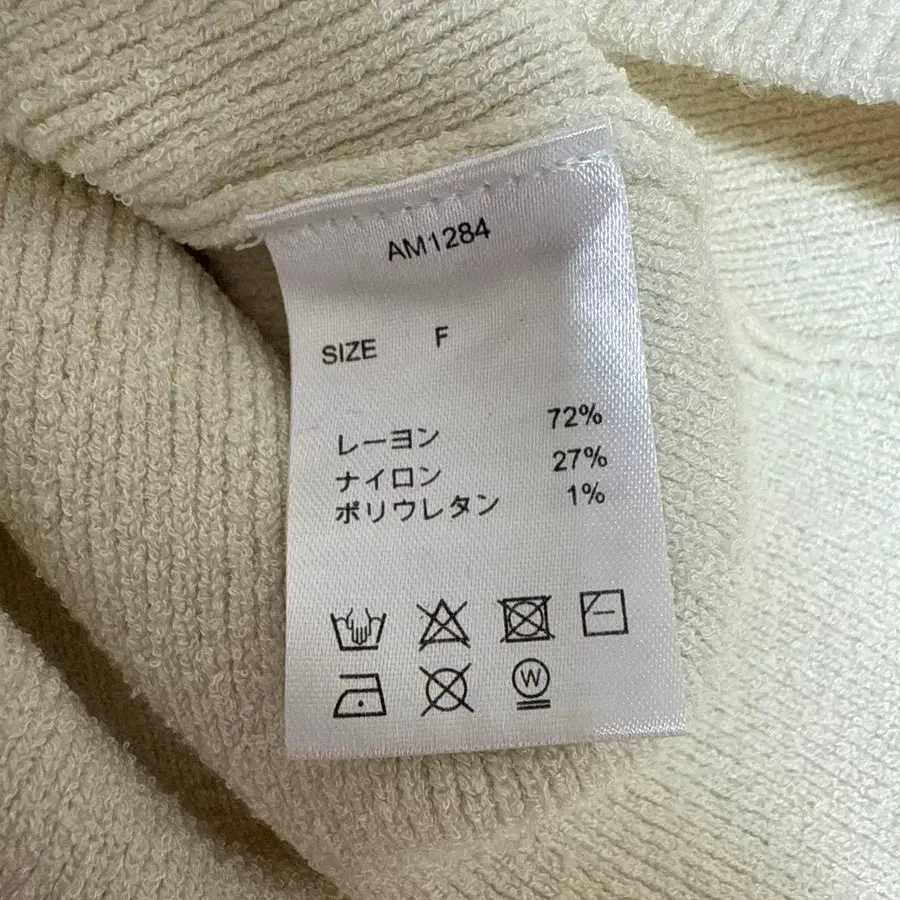 AM1284
SIZE F
レーヨン 72%
ナイロン 27%
ポリウレタン 1%
W